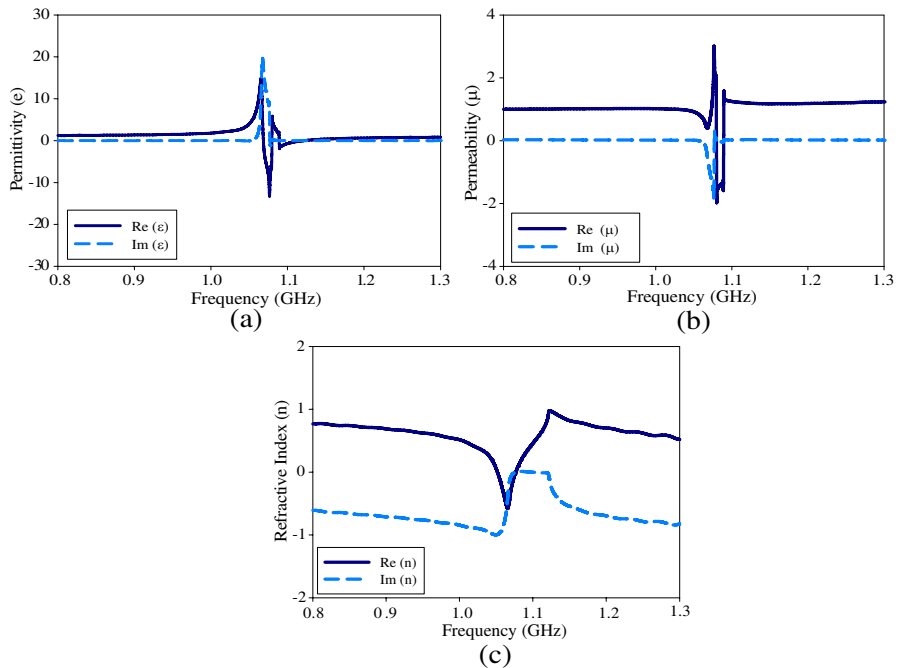 30
20
10
0
-10
-20
-30
Permittivity (e)
Re (ε)
Im (ε)
0.8 0.9 1.0 1.1 1.2 1.3
Frequency (GHz)
(a)
4
2
0
-2
-4
Permeability (μ)
Re (μ)
Im (μ)
0.8 0.9 1.0 1.1 1.2 1.3
Frequency (GHz)
(b)
2
1
0
-1
-2
Refractive Index (n)
Re (n)
Im (n)
0.8 0.9 1.0 1.1 1.2 1.3
Frequency (GHz)
(c)